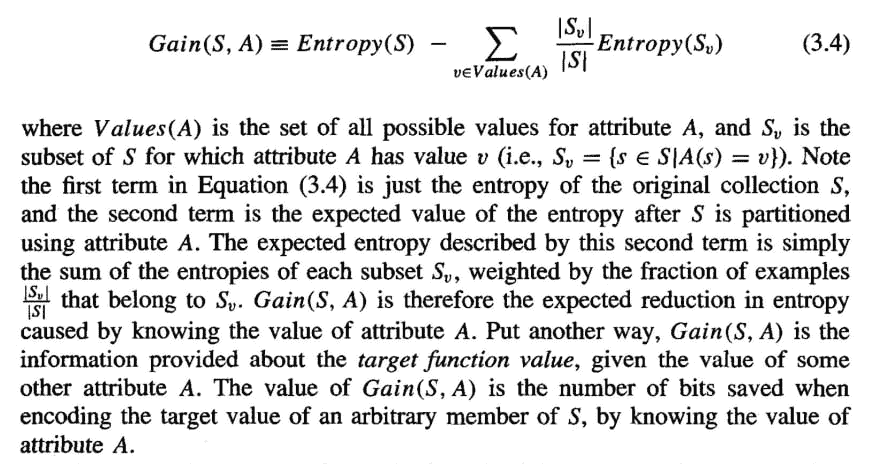 Gain(S, A) ≡ Entropy(S) − ∑_{v∈Values(A)} |S_v|/|S| Entropy(S_v) (3.4)
where Values(A) is the set of all possible values for attribute A, and S_v is the
subset of S for which attribute A has value v (i.e., S_v = {s ∈ S|A(s) = v}). Note
the first term in Equation (3.4) is just the entropy of the original collection S,
and the second term is the expected value of the entropy after S is partitioned
using attribute A. The expected entropy described by this second term is simply
the sum of the entropies of each subset S_v, weighted by the fraction of examples
|S_v|/|S| that belong to S_v. Gain(S, A) is therefore the expected reduction in entropy
caused by knowing the value of attribute A. Put another way, Gain(S, A) is the
information provided about the target function value, given the value of some
other attribute A. The value of Gain(S, A) is the number of bits saved when
encoding the target value of an arbitrary member of S, by knowing the value of
attribute A.